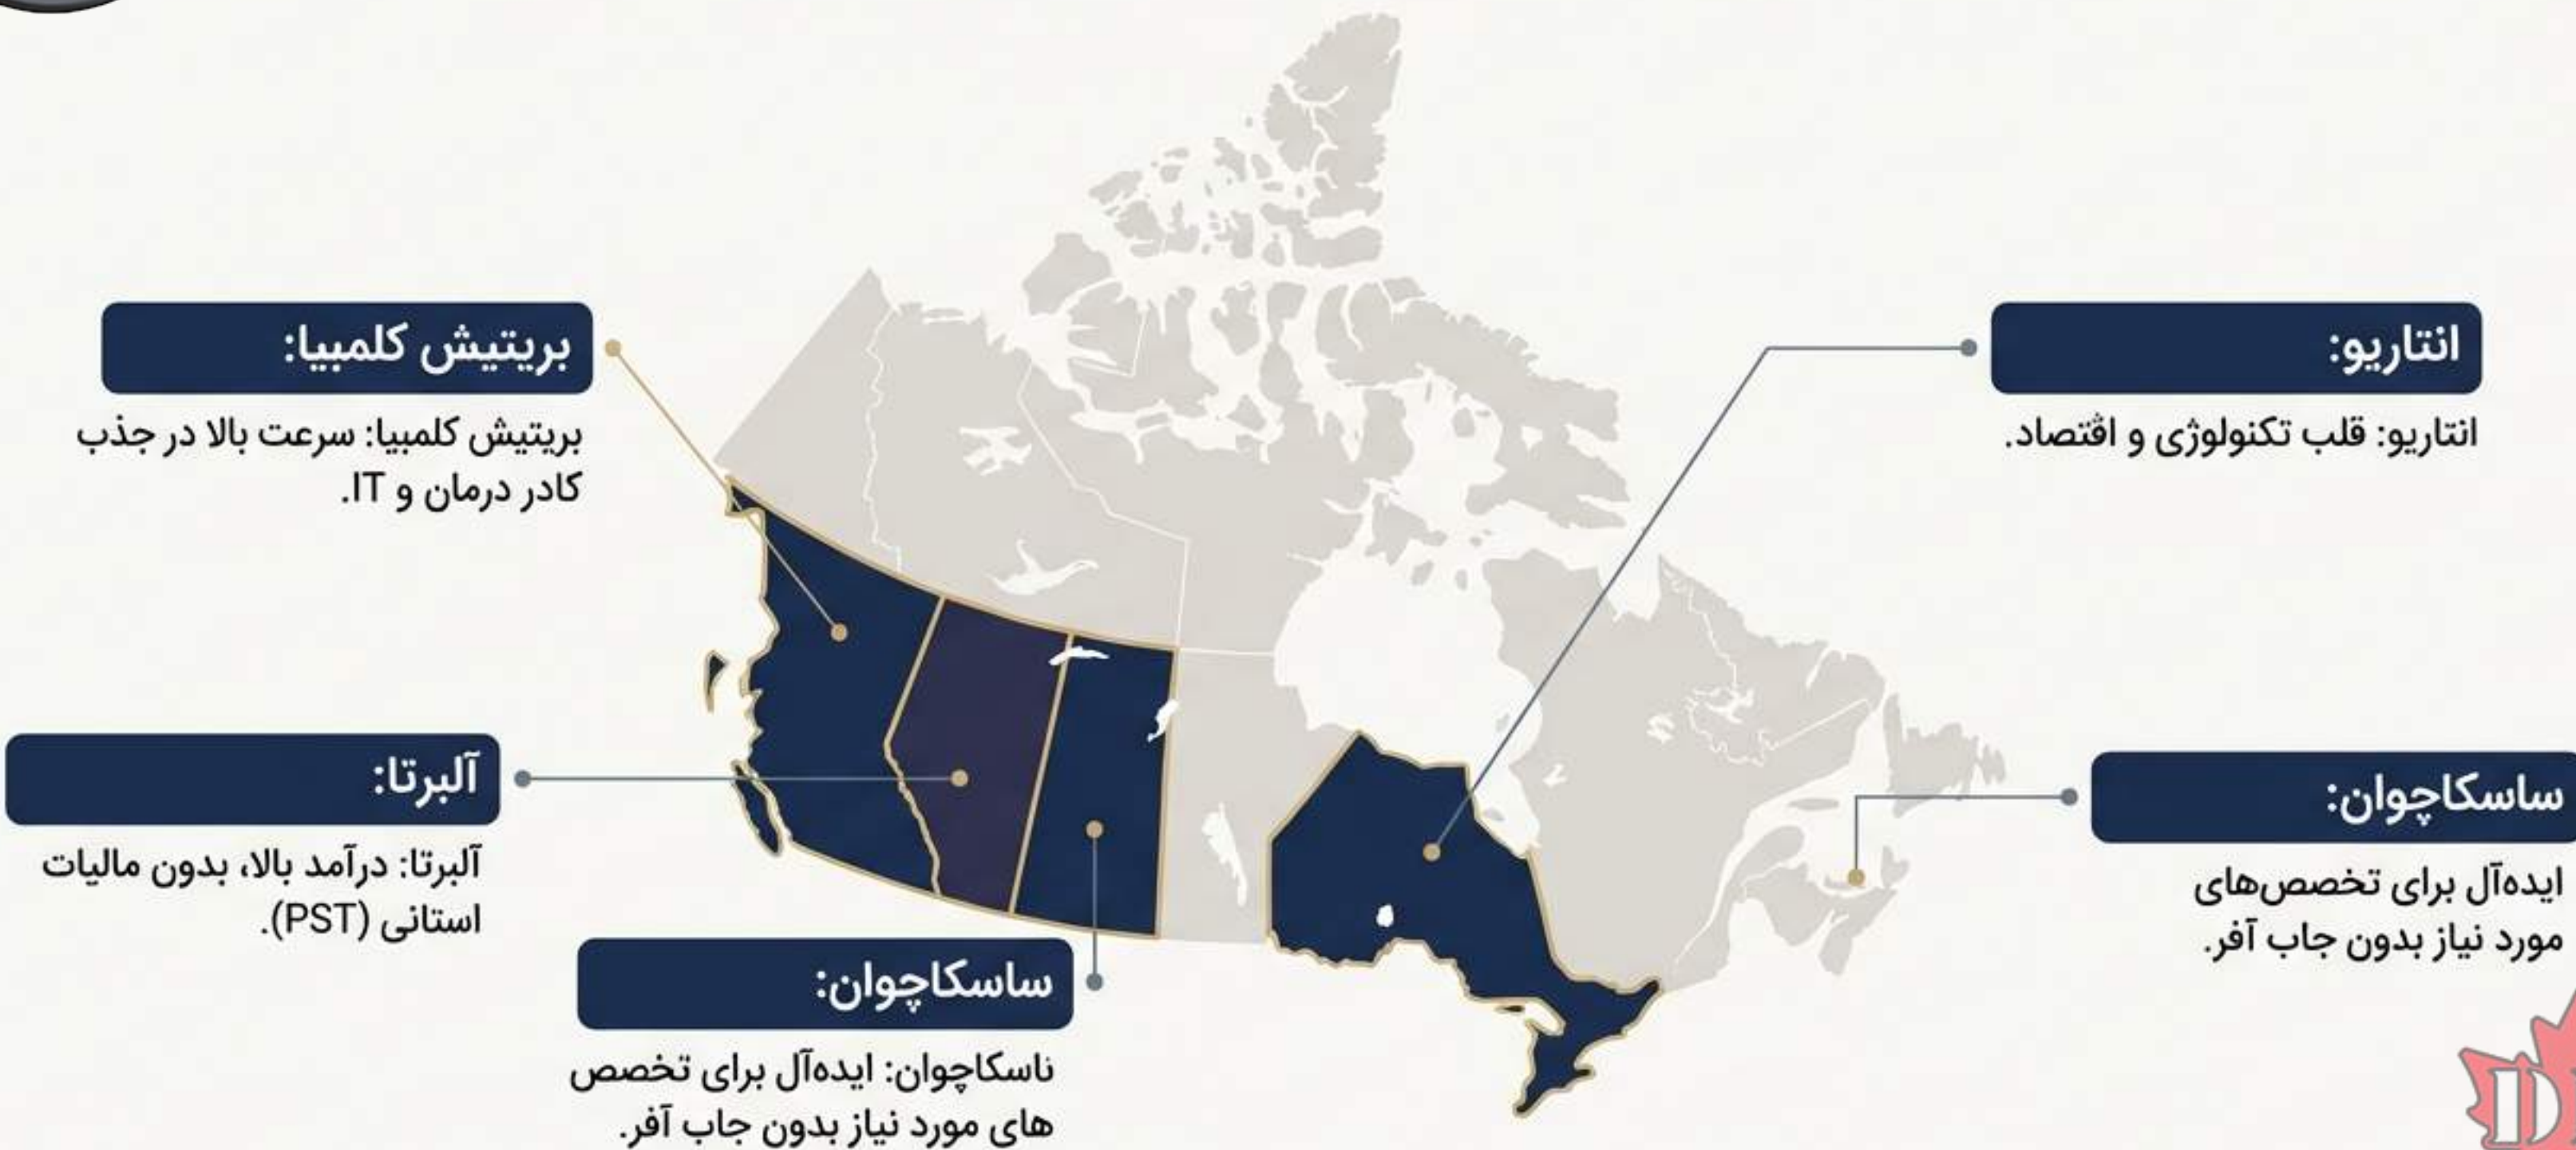 انتاریو:
انتاریو: قلب تکنولوژی و اقتصاد.
بریتیش کلمبیا:
بریتیش کلمبیا: سرعت بالا در جذب
کادر درمان و IT.
ساسکاچوان:
ایده‌آل برای تخصص‌های
مورد نیاز بدون جاب آفر.
آلبرتا:
آلبرتا: درآمد بالا، بدون مالیات
استانی (PST).
ساسکاچوان:
ناسکاچوان: ایده‌آل برای تخصص
های مورد نیاز بدون جاب آفر.